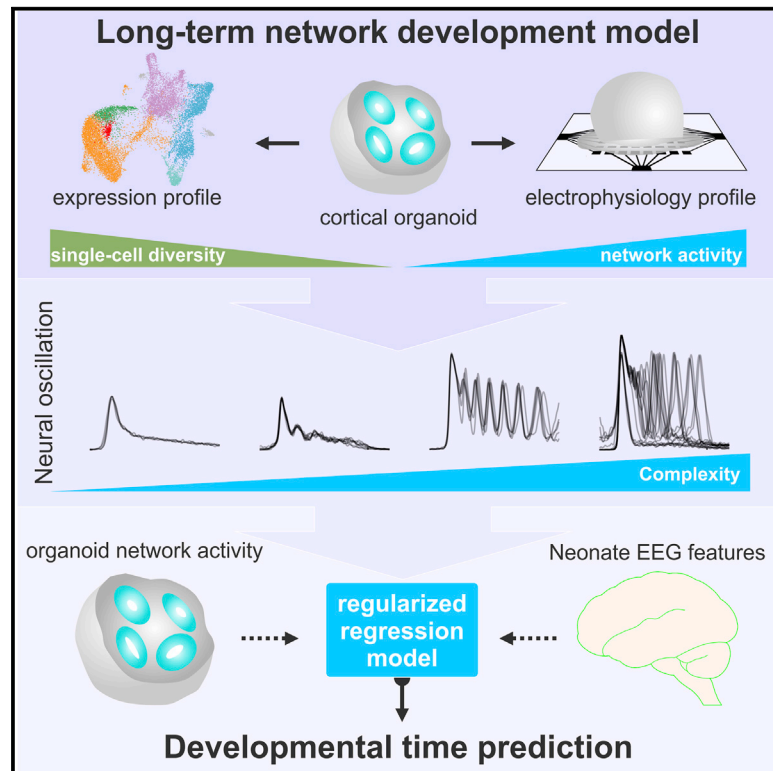 Long-term network development model
expression profile
cortical organoid
electrophysiology profile
single-cell diversity
network activity
Neural oscillation
Complexity
organoid network activity
Neonate EEG features
regularized
regression
model
Developmental time prediction